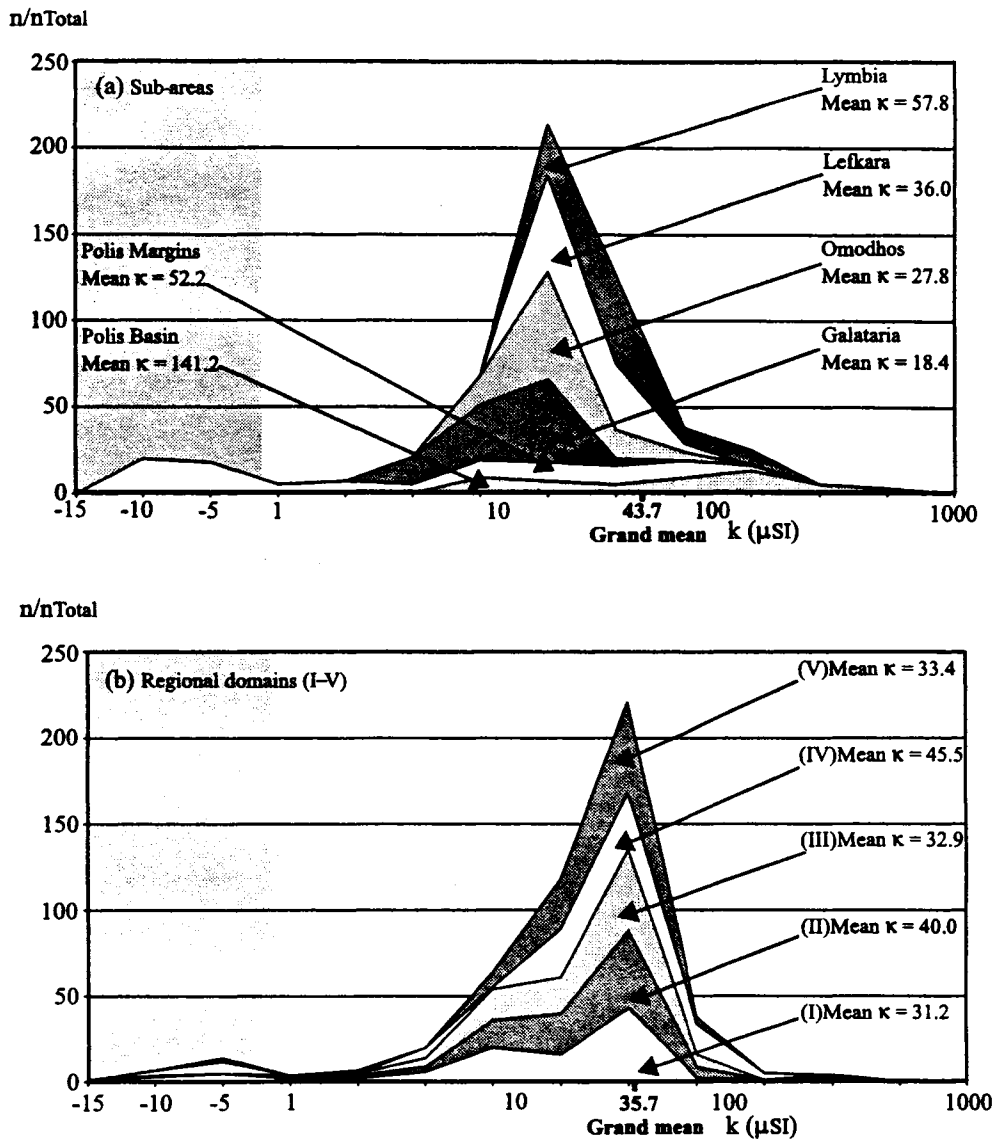 n/nTotal
250
(a) Sub-areas
Lymbia
Mean κ = 57.8
200
Lefkara
Mean κ = 36.0
150
Polis Margins
Mean κ = 52.2
Omodhos
Mean κ = 27.8
100
Polis Basin
Mean κ = 141.2
Galataria
Mean κ = 18.4
50
0
-15 -10 -5 1 10 43.7 100 1000
Grand mean k (μSI)
n/nTotal
250
(b) Regional domains (I–V)
(V)Mean κ = 33.4
200
(IV)Mean κ = 45.5
150
(III)Mean κ = 32.9
100
(II)Mean κ = 40.0
50
(I)Mean κ = 31.2
0
-15 -10 -5 1 10 35.7 100 1000
Grand mean k (μSI)